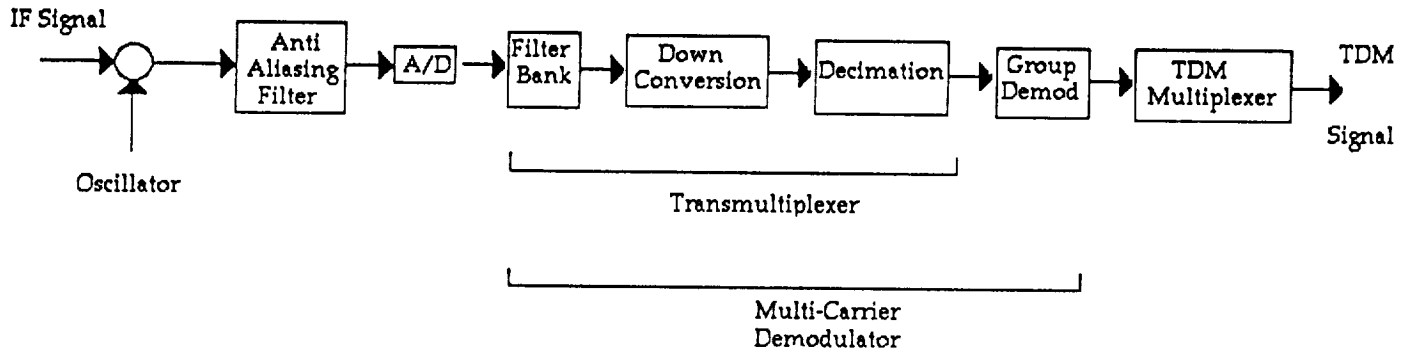 IF Signal
Anti
Aliasing
Filter
A/D
Filter
Bank
Down
Conversion
Decimation
Group
Demod
TDM
Multiplexer
TDM
Signal
Oscillator
Transmultiplexer
Multi-Carrier
Demodulator